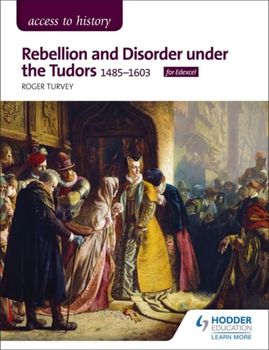 access to history
Rebellion and Disorder under
the Tudors 1485–1603 for Edexcel
ROGER TURVEY
HODDER
EDUCATION
LEARN MORE